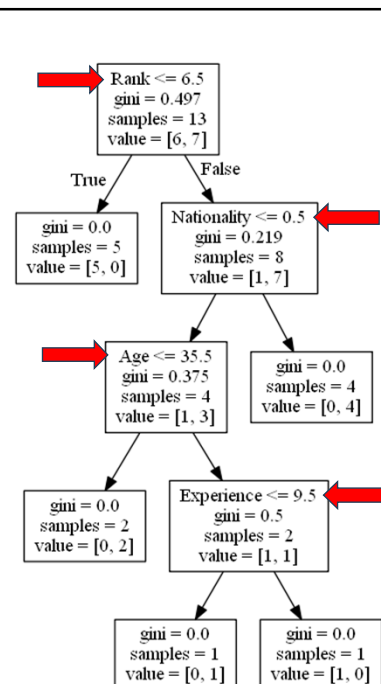 Rank <= 6.5
gini = 0.497
samples = 13
value = [6, 7]
True
False
gini = 0.0
samples = 5
value = [5, 0]
Nationality <= 0.5
gini = 0.219
samples = 8
value = [1, 7]
Age <= 35.5
gini = 0.375
samples = 4
value = [1, 3]
gini = 0.0
samples = 4
value = [0, 4]
gini = 0.0
samples = 2
value = [0, 2]
Experience <= 9.5
gini = 0.5
samples = 2
value = [1, 1]
gini = 0.0
samples = 1
value = [0, 1]
gini = 0.0
samples = 1
value = [1, 0]